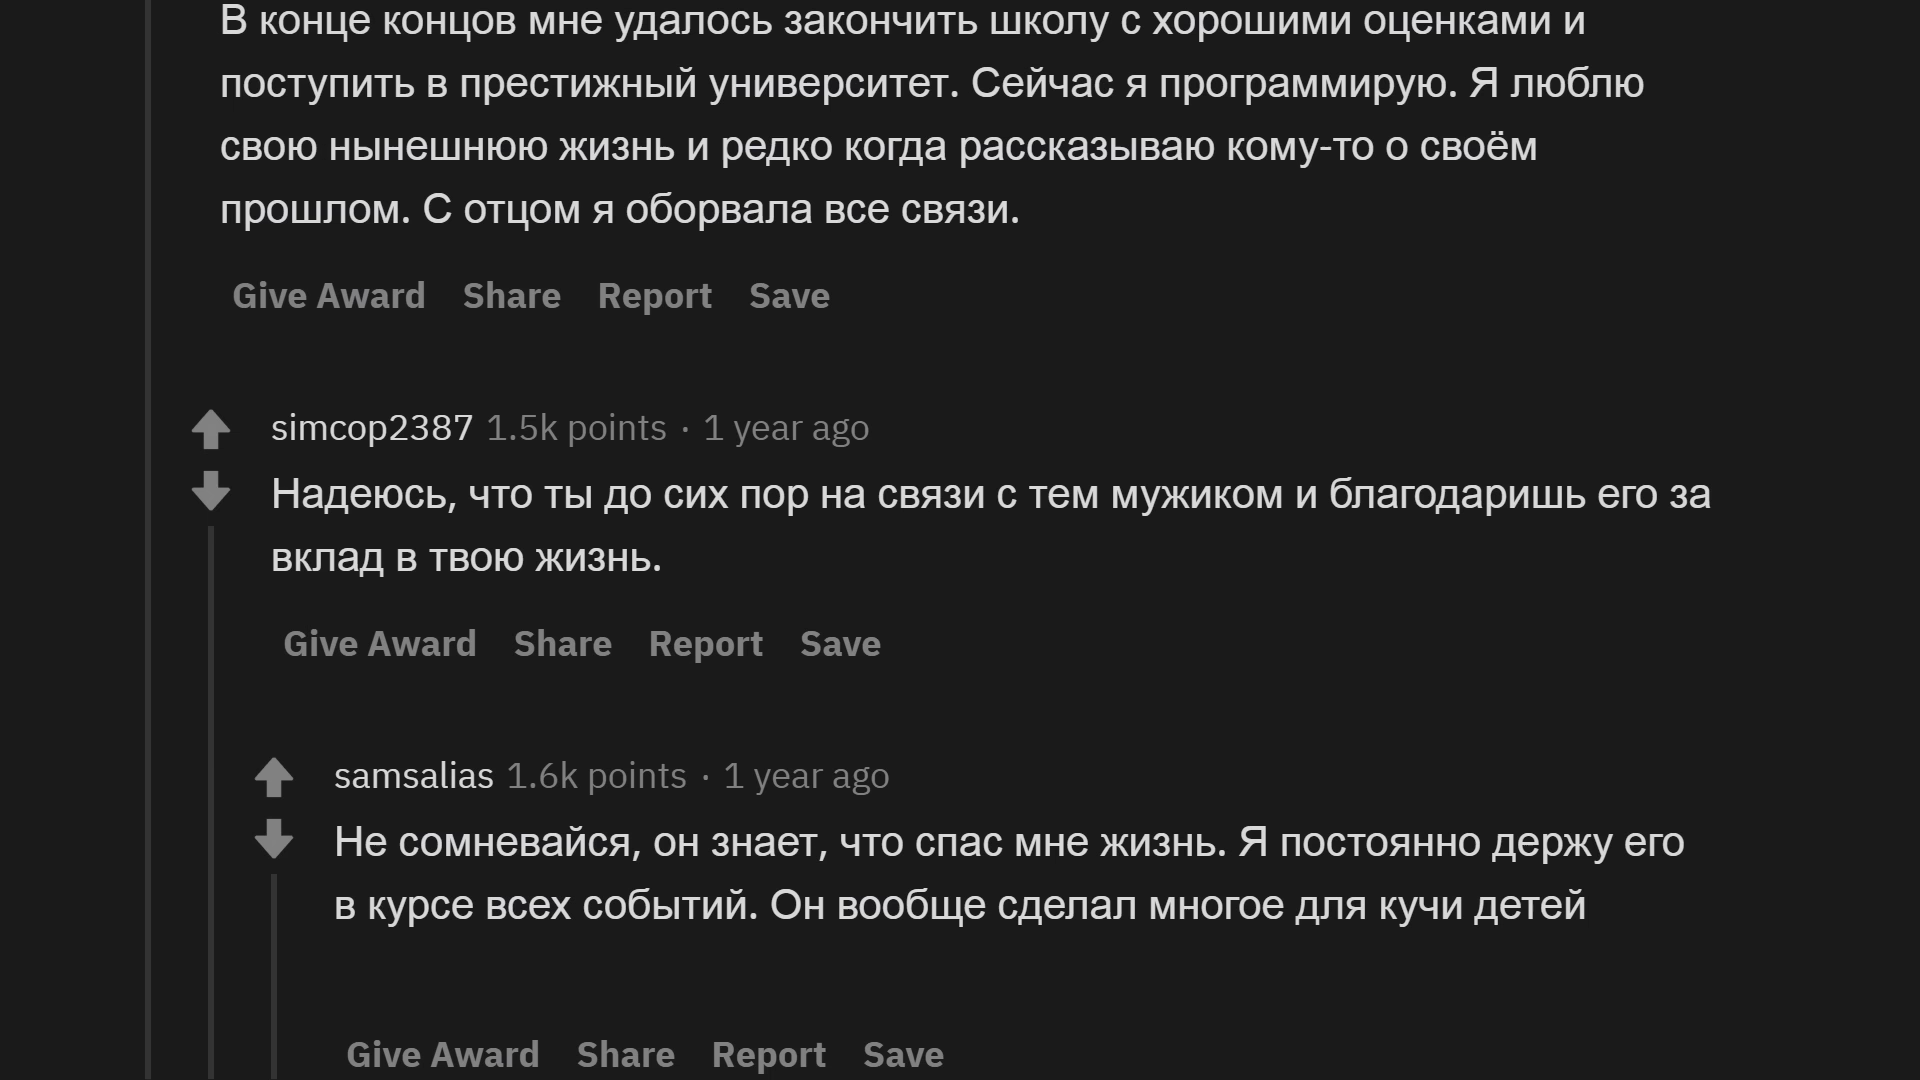 В конце концов мне удалось закончить школу с хорошими оценками и
поступить в престижный университет. Сейчас я программирую. Я люблю
свою нынешнюю жизнь и редко когда рассказываю кому-то о своём
прошлом. С отцом я оборвала все связи.
Give Award Share Report Save
simcop2387 1.5k points · 1 year ago
Надеюсь, что ты до сих пор на связи с тем мужиком и благодаришь его за
вклад в твою жизнь.
Give Award Share Report Save
samsalias 1.6k points · 1 year ago
Не сомневайся, он знает, что спас мне жизнь. Я постоянно держу его
в курсе всех событий. Он вообще сделал многое для кучи детей
Give Award Share Report Save